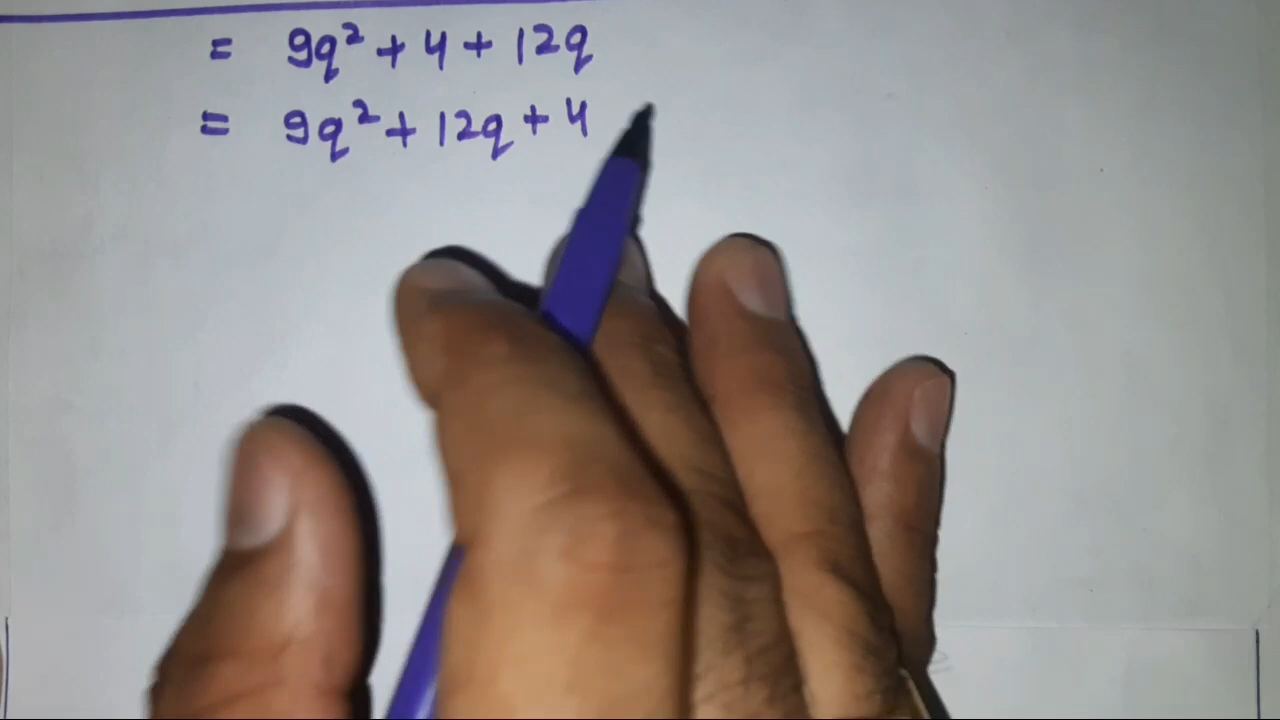 = 9q² + 4 + 12q
= 9q² + 12q + 4